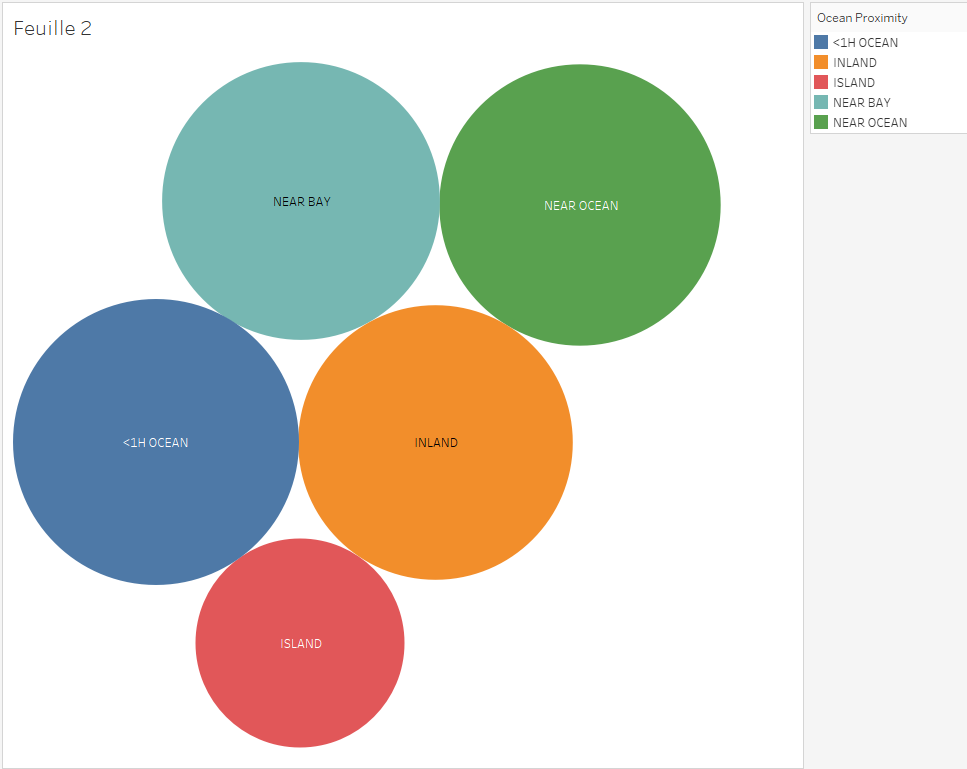 Feuille 2
Ocean Proximity
<1H OCEAN
INLAND
ISLAND
NEAR BAY
NEAR OCEAN
NEAR BAY
NEAR OCEAN
<1H OCEAN
INLAND
ISLAND